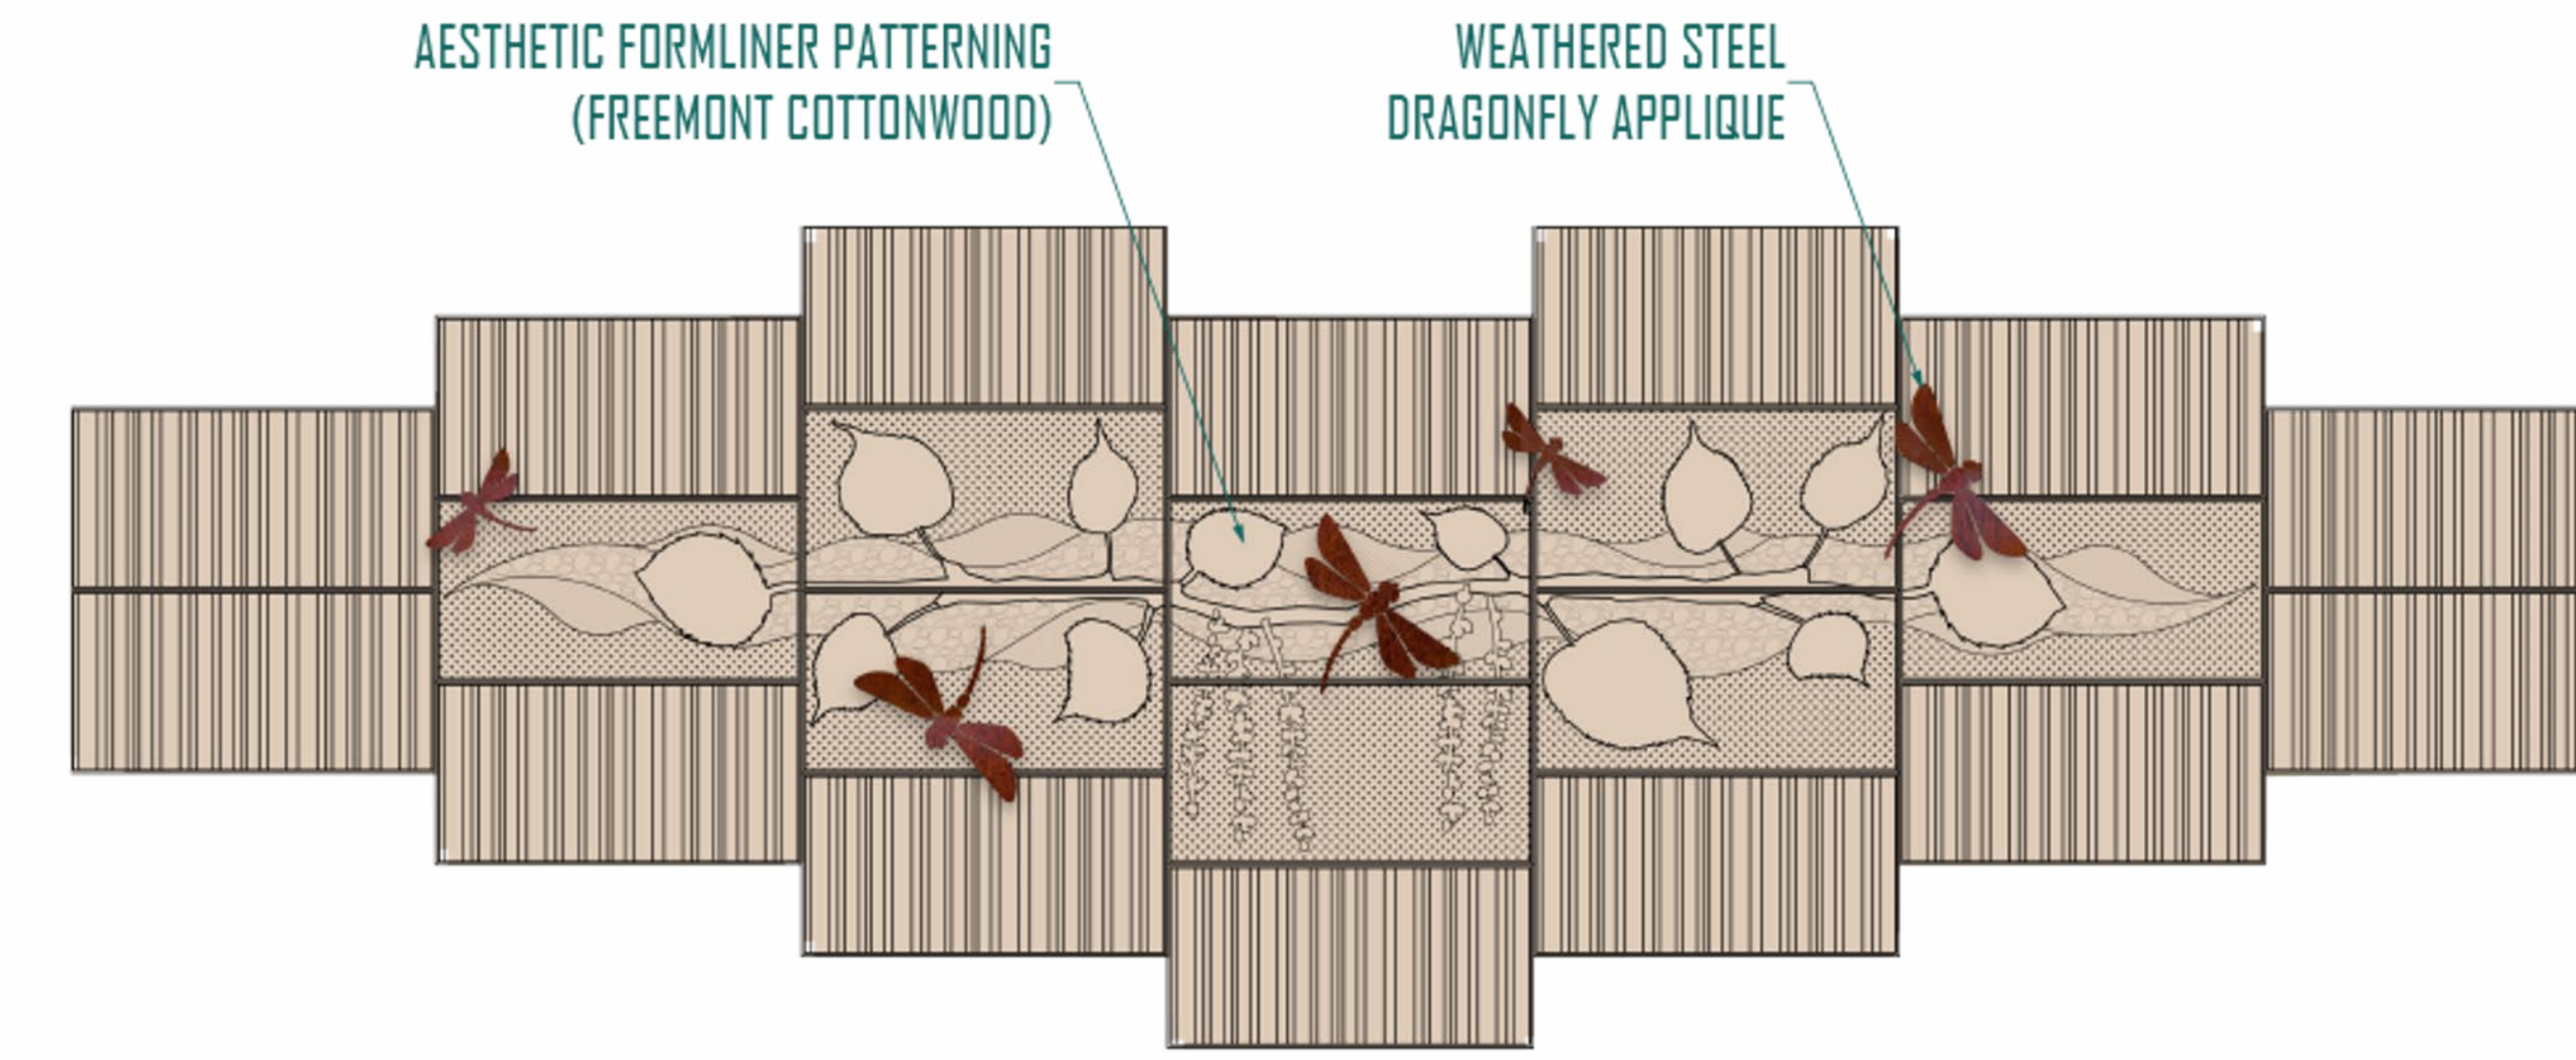 AESTHETIC FORMLINER PATTERNING
(FREEMONT COTTONWOOD)
WEATHERED STEEL
DRAGONFLY APPLIQUE